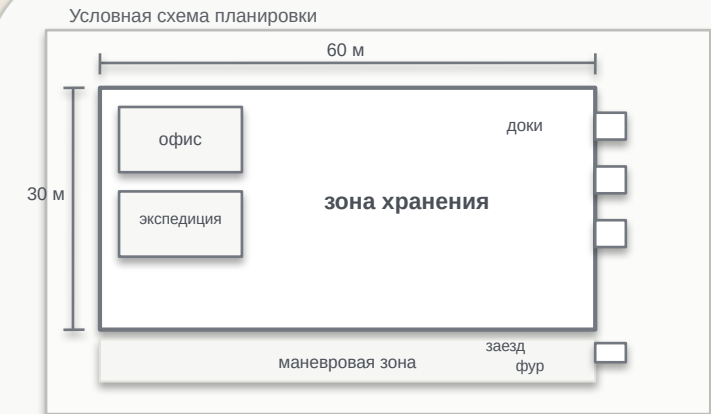 Условная схема планировки
60 м
офис
доки
30 м
зона хранения
экспедиция
заезд
фур
маневровая зона